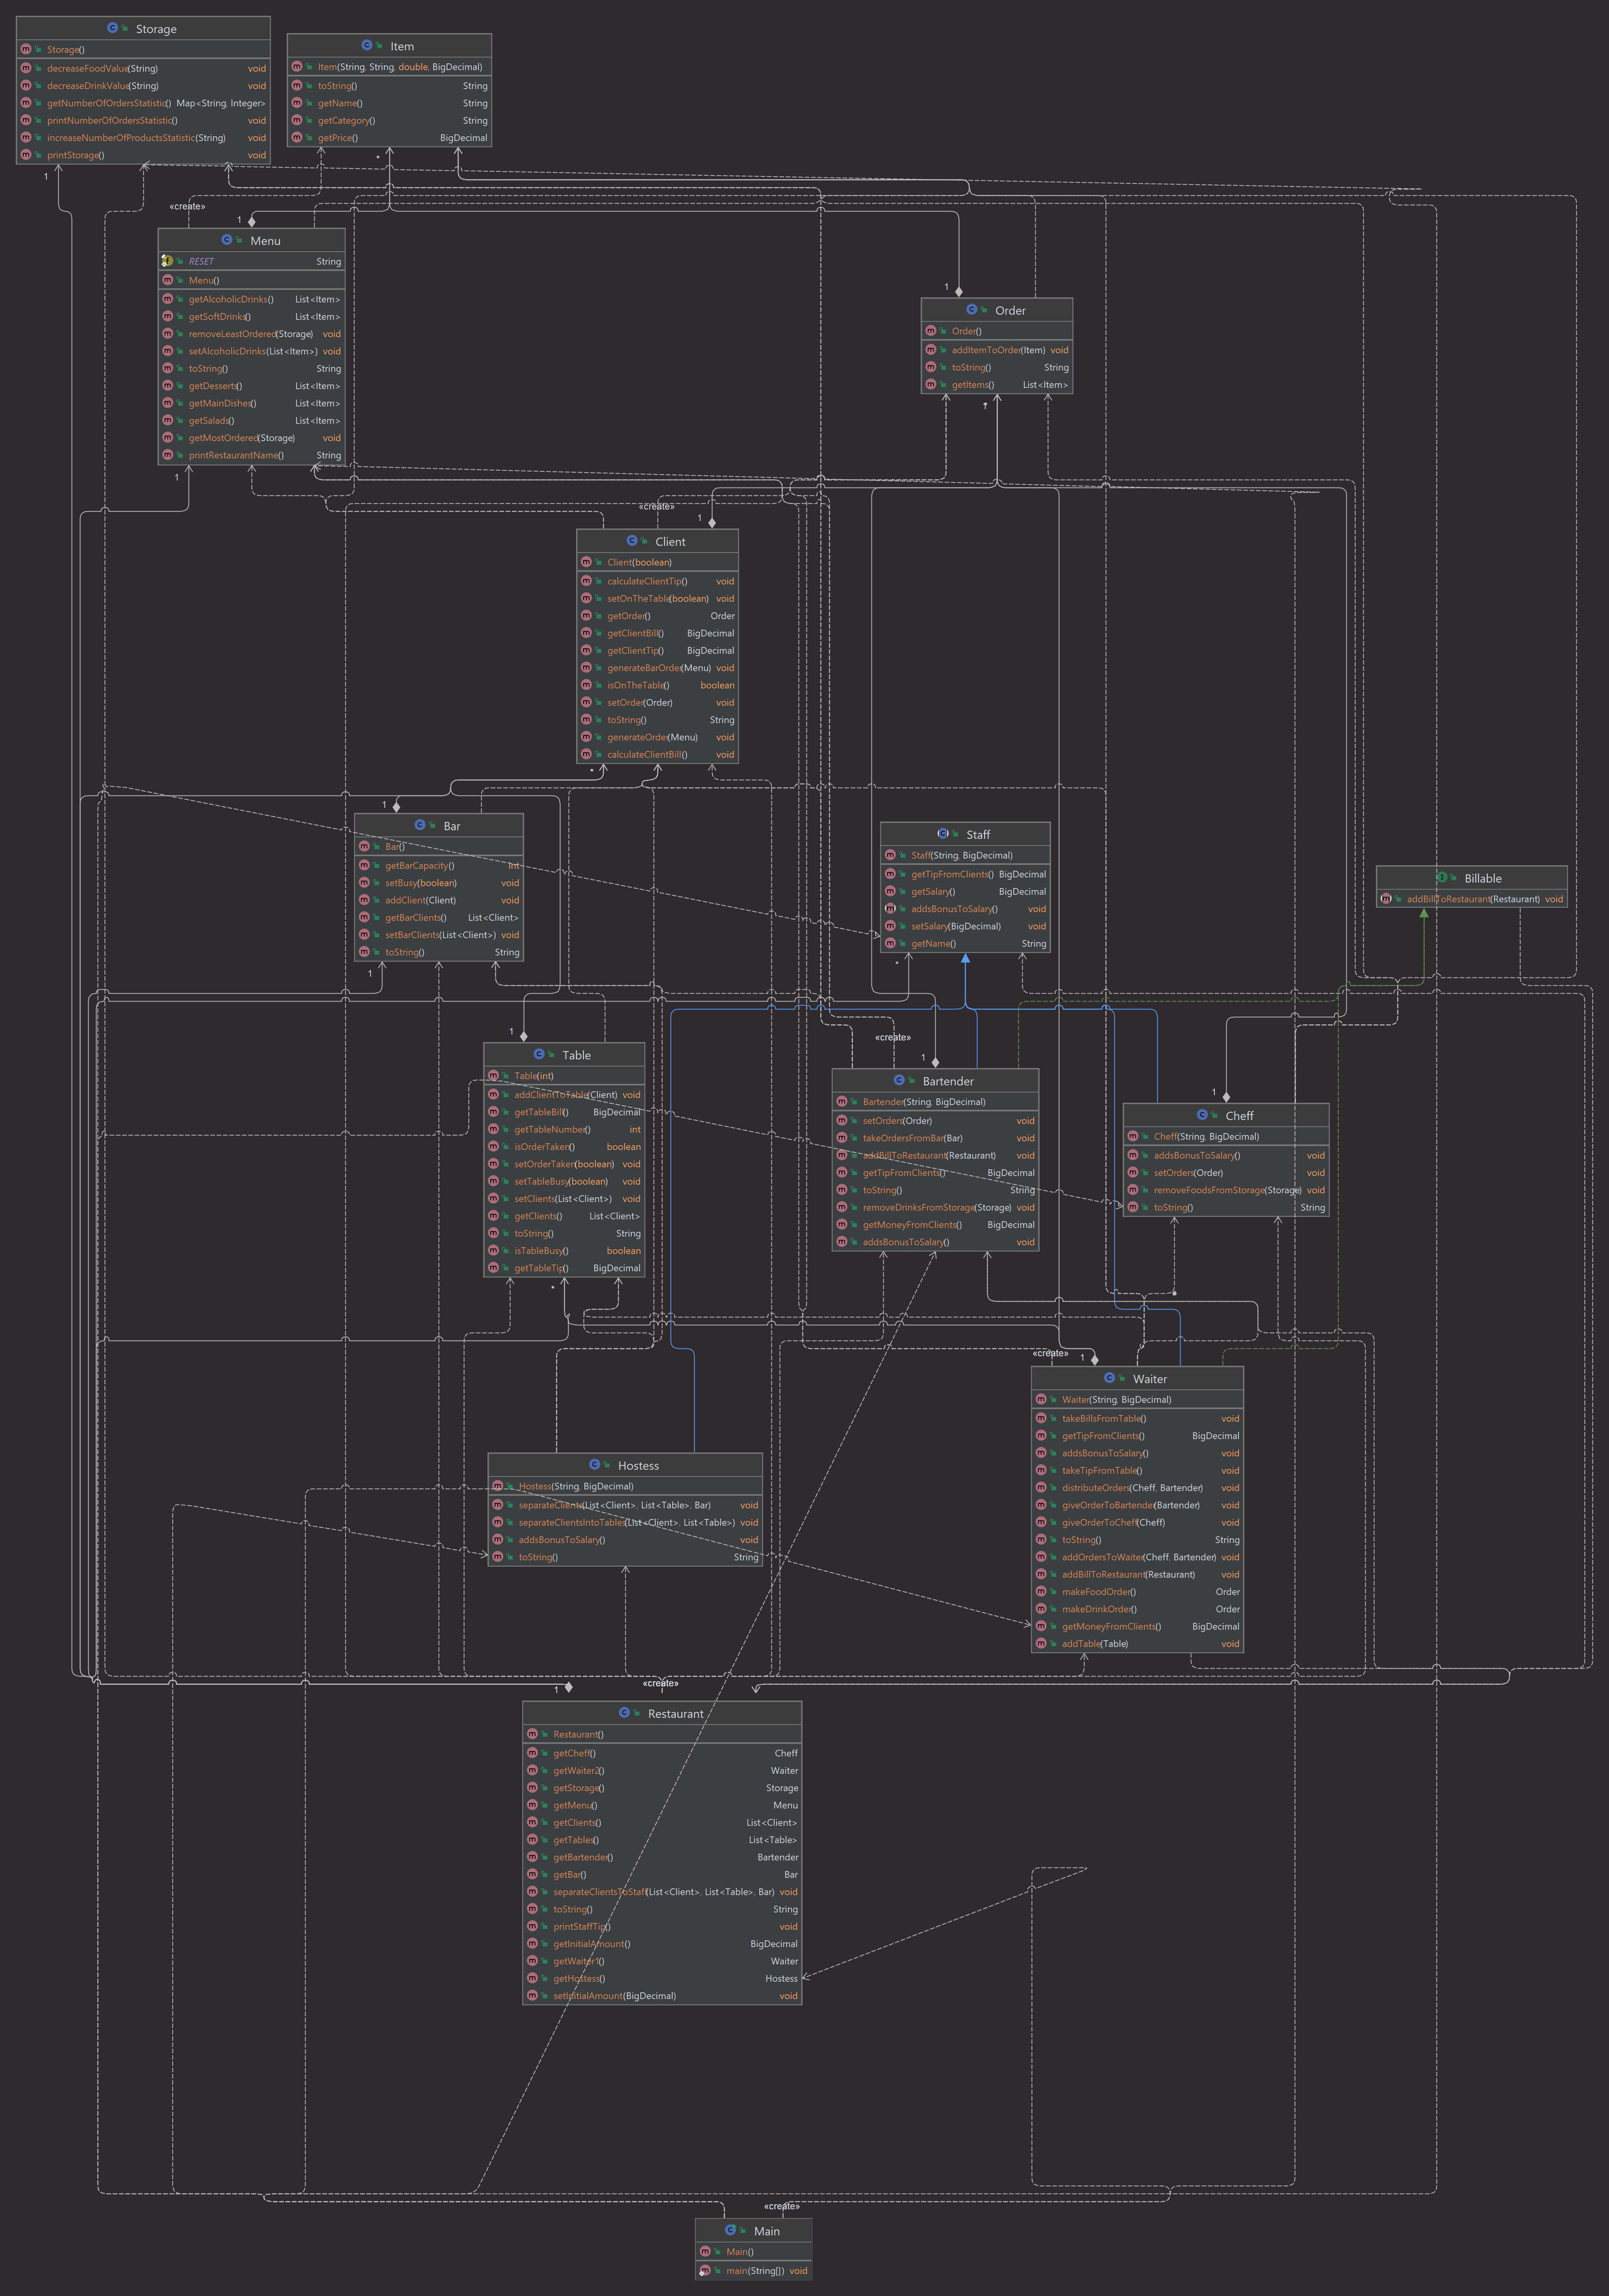 Storage
Storage()
decreaseFoodValue(String) void
decreaseDrinkValue(String) void
getNumberOfOrdersStatistic() Map<String, Integer>
printNumberOfOrdersStatistic() void
increaseNumberOfProductsStatistic(String) void
printStorage() void
1
Item
Item(String, String, double, BigDecimal)
toString() String
getName() String
getCategory() String
getPrice() BigDecimal
*
«create»
1
Menu
RESET String
Menu()
getAlcoholicDrinks() List<Item>
getSoftDrinks() List<Item>
removeLeastOrdered(Storage) void
setAlcoholicDrinks(List<Item>) void
toString() String
getDesserts() List<Item>
getMainDishes() List<Item>
getSalads() List<Item>
getMostOrdered(Storage) void
printRestaurantName() String
1
1
Order
Order()
addItemToOrder(Item) void
toString() String
getItems() List<Item>
*
«create»
1
Client
Client(boolean)
calculateClientTip() void
setOnTheTable(boolean) void
getOrder() Order
getClientBill() BigDecimal
getClientTip() BigDecimal
generateBarOrder(Menu) void
isOnTheTable() boolean
setOrder(Order) void
toString() String
generateOrder(Menu) void
calculateClientBill() void
*
1
Bar
Bar()
getBarCapacity() int
setBusy(boolean) void
addClient(Client) void
getBarClients() List<Client>
setBarClients(List<Client>) void
toString() String
1
Staff
Staff(String, BigDecimal)
getTipFromClients() BigDecimal
getSalary() BigDecimal
addsBonusToSalary() void
setSalary(BigDecimal) void
getName() String
*
Billable
addBillToRestaurant(Restaurant) void
1
Table
Table(int)
addClientToTable(Client) void
getTableBill() BigDecimal
getTableNumber() int
isOrderTaken() boolean
setOrderTaken(boolean) void
setTableBusy(boolean) void
setClients(List<Client>) void
getClients() List<Client>
toString() String
isTableBusy() boolean
getTableTip() BigDecimal
*
«create»
1
Bartender
Bartender(String, BigDecimal)
setOrders(Order) void
takeOrdersFromBar(Bar) void
addBillToRestaurant(Restaurant) void
getTipFromClients() BigDecimal
toString() String
removeDrinksFromStorage(Storage) void
getMoneyFromClients() BigDecimal
addsBonusToSalary() void
1
Cheff
Cheff(String, BigDecimal)
addsBonusToSalary() void
setOrders(Order) void
removeFoodsFromStorage(Storage) void
toString() String
«create»
1
Waiter
Waiter(String, BigDecimal)
takeBillsFromTable() void
getTipFromClients() BigDecimal
addsBonusToSalary() void
takeTipFromTable() void
distributeOrders(Cheff, Bartender) void
giveOrderToBartender(Bartender) void
giveOrderToCheff(Cheff) void
toString() String
addOrdersToWaiter(Cheff, Bartender) void
addBillToRestaurant(Restaurant) void
makeFoodOrder() Order
makeDrinkOrder() Order
getMoneyFromClients() BigDecimal
addTable(Table) void
Hostess
Hostess(String, BigDecimal)
separateClients(List<Client>, List<Table>, Bar) void
separateClientsIntoTables(List<Client>, List<Table>) void
addsBonusToSalary() void
toString() String
1
«create»
Restaurant
Restaurant()
getCheff() Cheff
getWaiter2() Waiter
getStorage() Storage
getMenu() Menu
getClients() List<Client>
getTables() List<Table>
getBartender() Bartender
getBar() Bar
separateClientsToStaff(List<Client>, List<Table>, Bar) void
toString() String
printStaffTip() void
getInitialAmount() BigDecimal
getWaiter1() Waiter
getHostess() Hostess
setInitialAmount(BigDecimal) void
«create»
Main
Main()
main(String[]) void